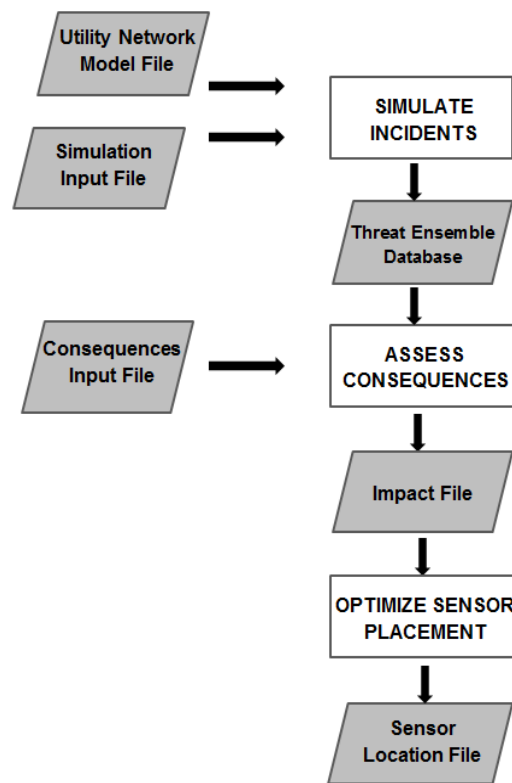 Utility Network
Model File
SIMULATE
INCIDENTS
Simulation
Input File
Threat Ensemble
Database
Consequences
Input File
ASSESS
CONSEQUENCES
Impact File
OPTIMIZE SENSOR
PLACEMENT
Sensor
Location File